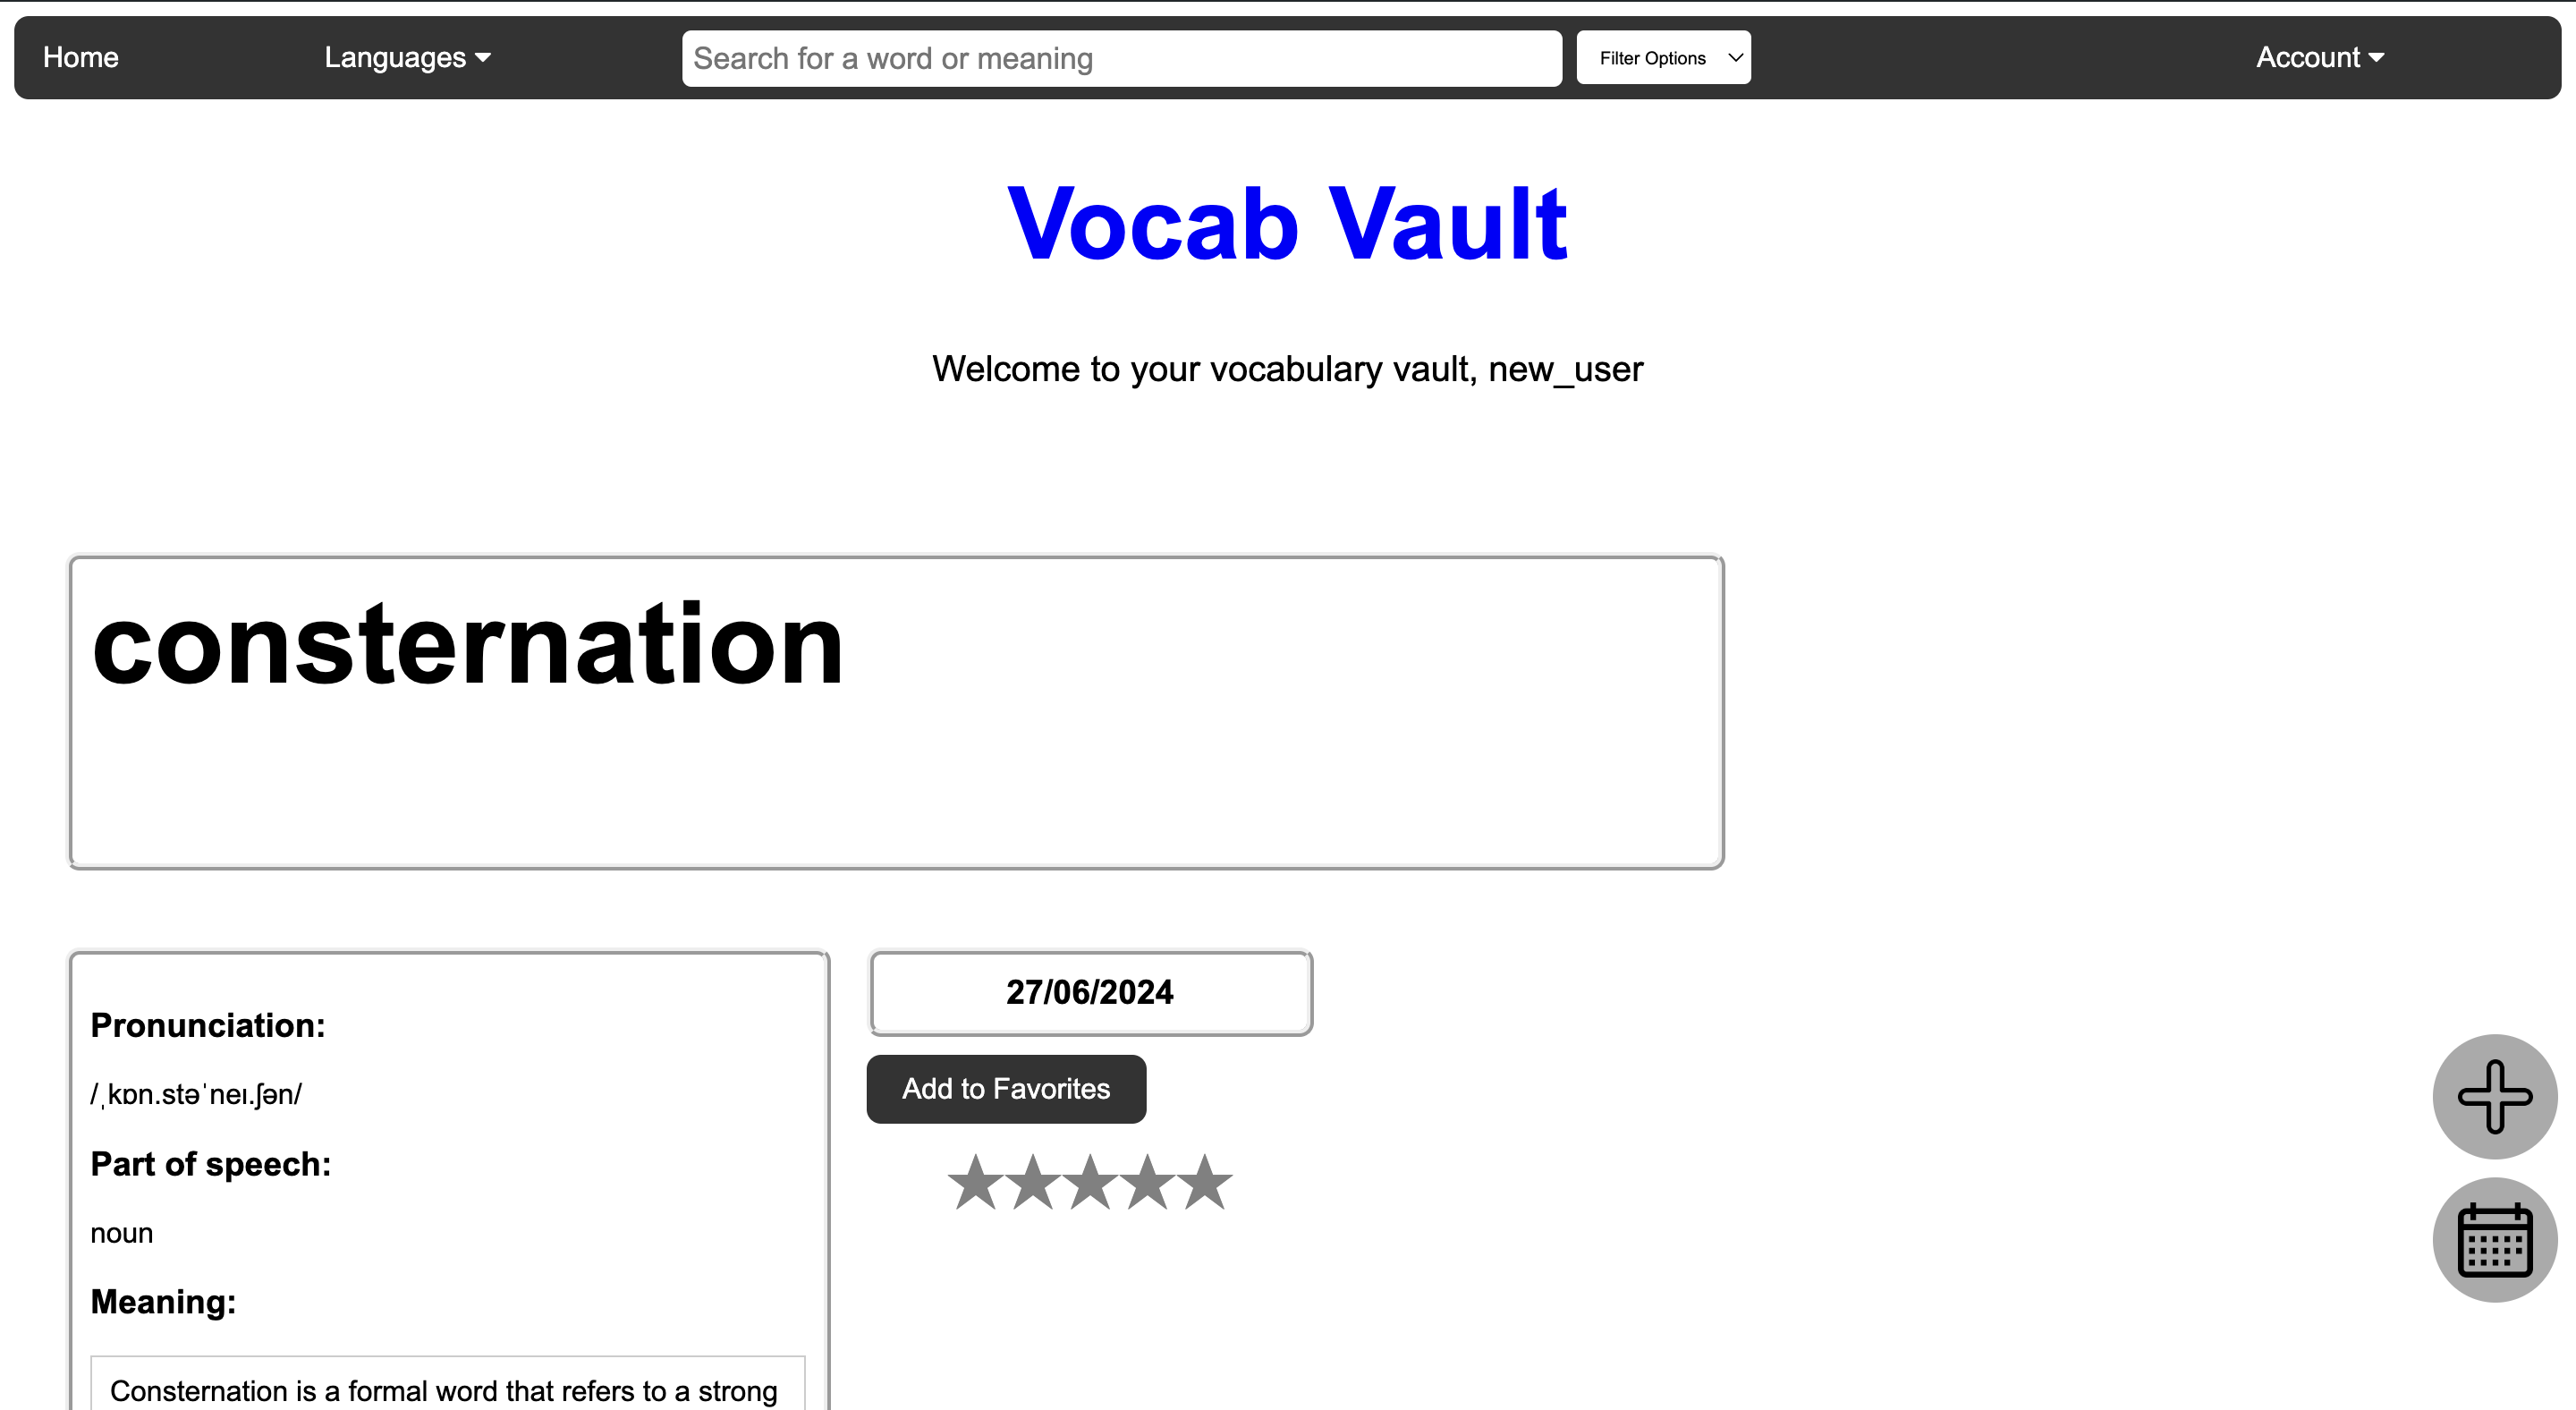 Home
Languages
Search for a word or meaning
Filter Options
Account
Vocab Vault
Welcome to your vocabulary vault, new_user
consternation
Pronunciation:
/ˌkɒn.stəˈneɪ.ʃən/
Part of speech:
noun
Meaning:
Consternation is a formal word that refers to a strong
27/06/2024
Add to Favorites